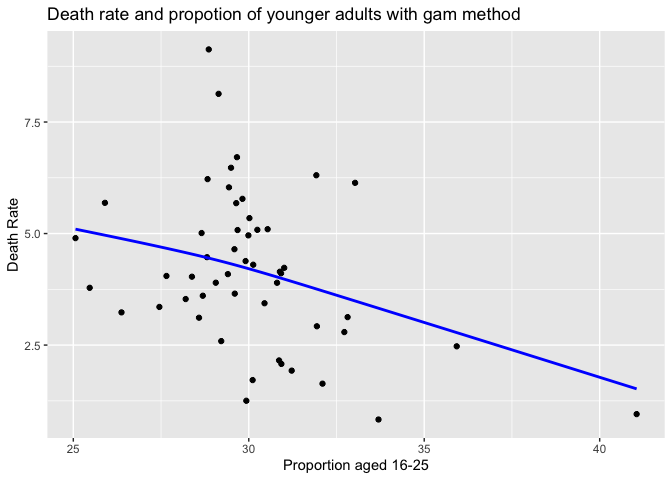 Death rate and propotion of younger adults with gam method
Death Rate
7.5
5.0
2.5
25
30
35
40
Proportion aged 16-25